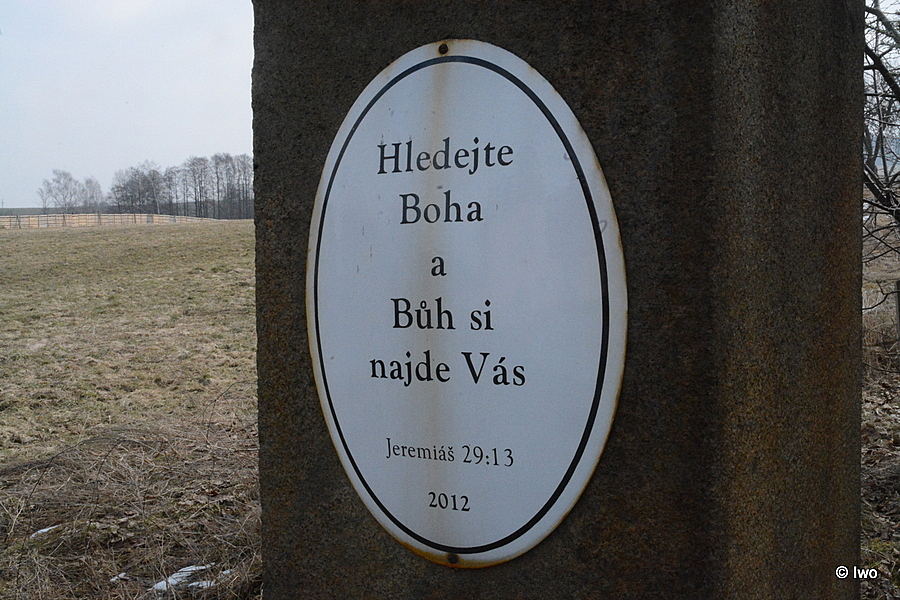 Hledejte
Boha
a
Bůh si
najde Vás
Jeremiáš 29:13
2012
© Iwo